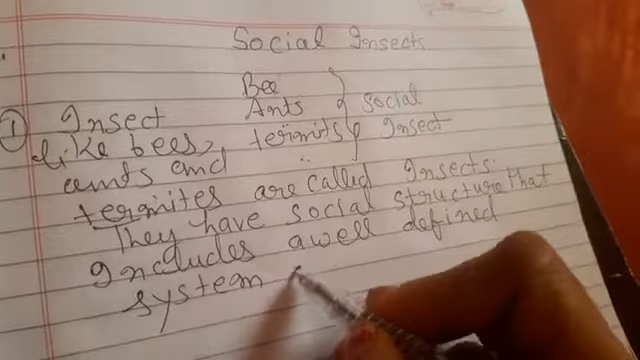 Social Insects
Bee
Ants } social
termits } Insect
① Insect
like bees,
ants and
termites are called Insects.
They have social structure that
Includes a well defined
system